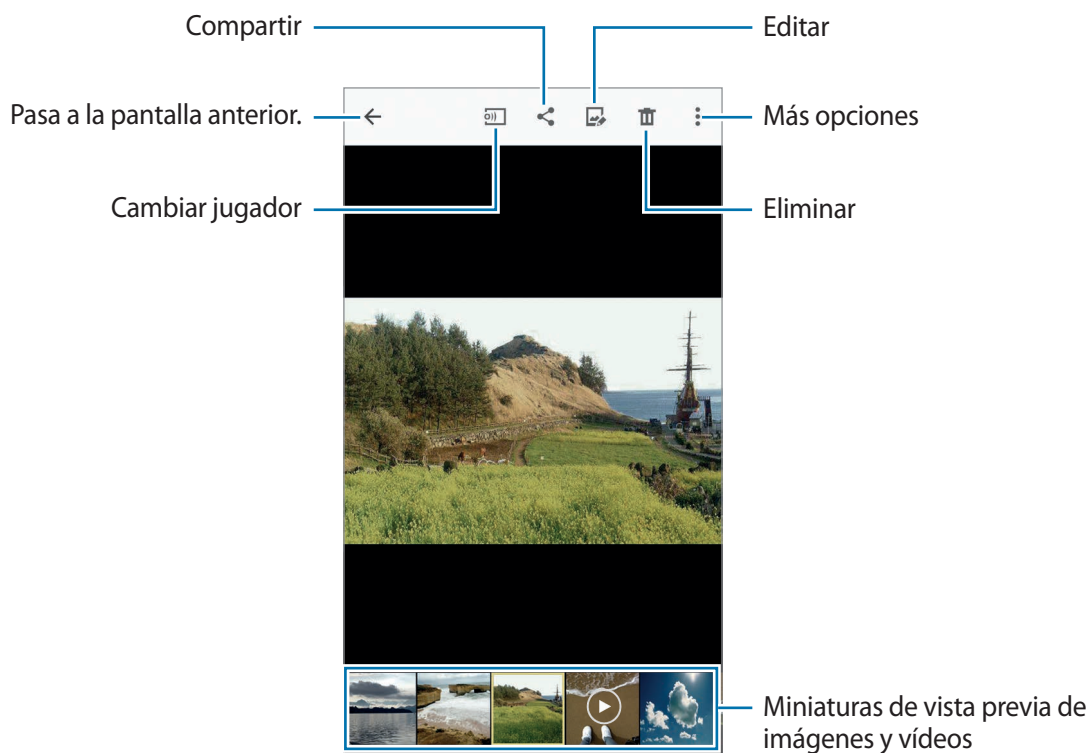 Compartir
Editar
Pasa a la pantalla anterior.
Más opciones
Cambiar jugador
Eliminar
Miniaturas de vista previa de
imágenes y vídeos